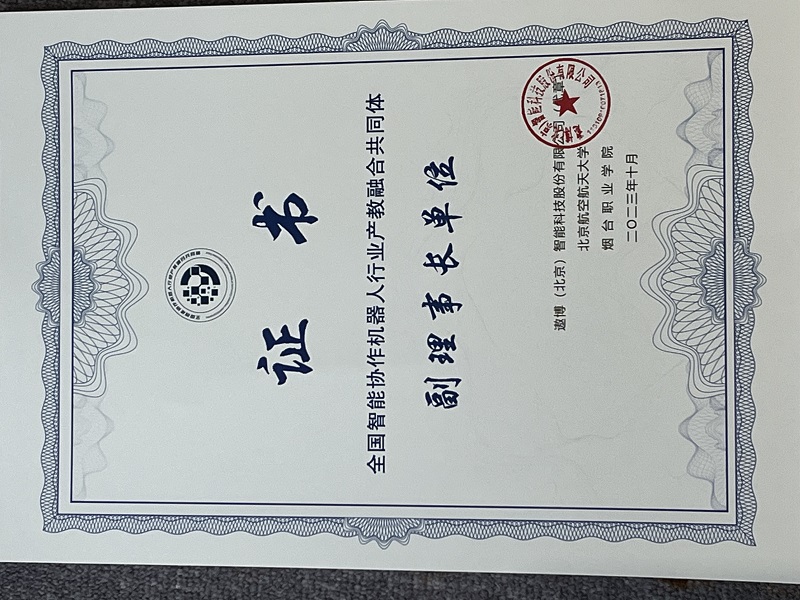 证书
全国智能协作机器人行业产教融合共同体
副理事长单位
遨博（北京）智能科技股份有限公司（代章）
北京航空航天大学
烟台职业学院
二〇二三年十月